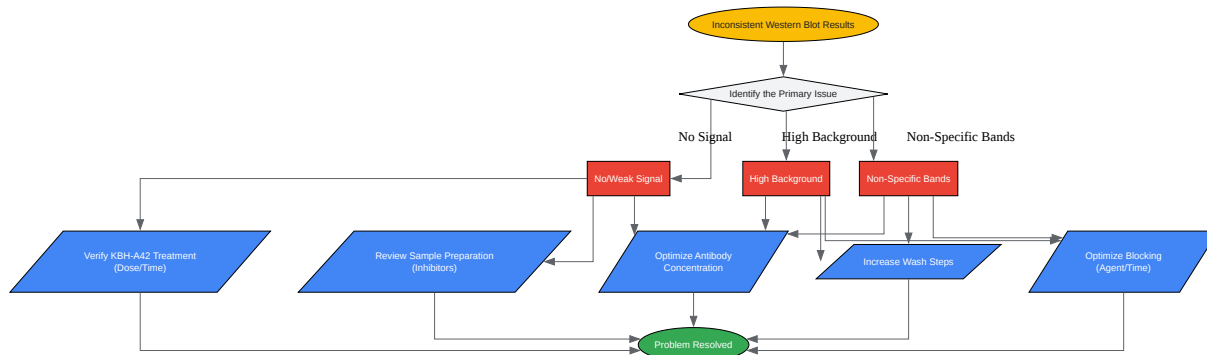 Inconsistent Western Blot Results
Identify the Primary Issue
No Signal
High Background
Non-Specific Bands
No/Weak Signal
High Background
Non-Specific Bands
Verify KBH-A42 Treatment
(Dose/Time)
Review Sample Preparation
(Inhibitors)
Optimize Antibody
Concentration
Increase Wash Steps
Optimize Blocking
(Agent/Time)
Problem Resolved